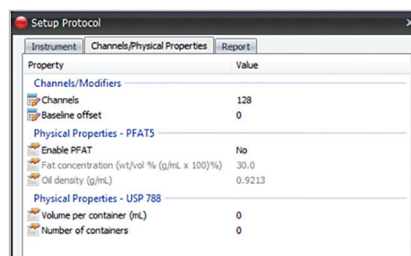 Setup Protocol
Instrument Channels/Physical Properties Report
Property Value
Channels/Modifiers
Channels 128
Baseline offset 0
Physical Properties - PFAT5
Enable PFAT No
Fat concentration (wt/vol % (g/mL x 100)%) 30.0
Oil density (g/mL) 0.9213
Physical Properties - USP 788
Volume per container (mL) 0
Number of containers 0